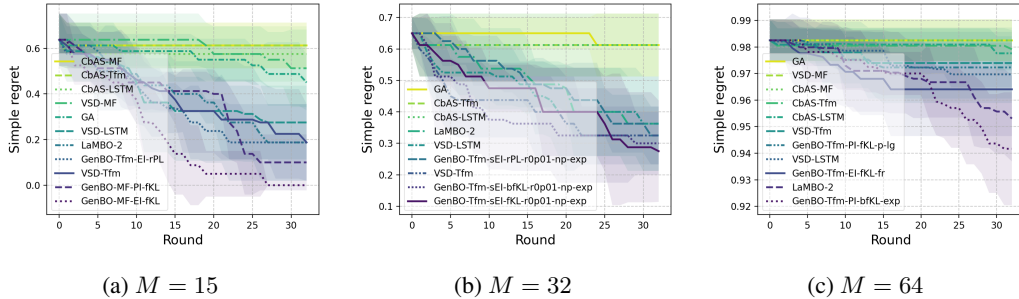 Simple regret
0.6
0.4
0.2
0.0
CbAS-MF
CbAS-Tfm
CbAS-LSTM
VSD-MF
GA
VSD-LSTM
LaMBO-2
GenBO-Tfm-EI-rPL
VSD-Tfm
GenBO-MF-PI-fKL
GenBO-MF-EI-fKL
0 5 10 15 20 25 30
Round
(a) M = 15
Simple regret
0.7
0.6
0.5
0.4
0.3
0.2
0.1
GA
CbAS-Tfm
CbAS-LSTM
LaMBO-2
VSD-LSTM
GenBO-Tfm-sEI-rPL-r0p01-np-exp
VSD-Tfm
GenBO-Tfm-sEI-bfKL-r0p01-np-exp
GenBO-Tfm-sEI-fKL-r0p01-np-exp
0 5 10 15 20 25 30
Round
(b) M = 32
Simple regret
0.99
0.98
0.97
0.96
0.95
0.94
0.93
0.92
GA
VSD-MF
CbAS-MF
CbAS-Tfm
CbAS-LSTM
VSD-Tfm
GenBO-Tfm-PI-fKL-p-lg
VSD-LSTM
GenBO-Tfm-EI-fKL-fr
LaMBO-2
GenBO-Tfm-PI-bfKL-exp
0 5 10 15 20 25 30
Round
(c) M = 64